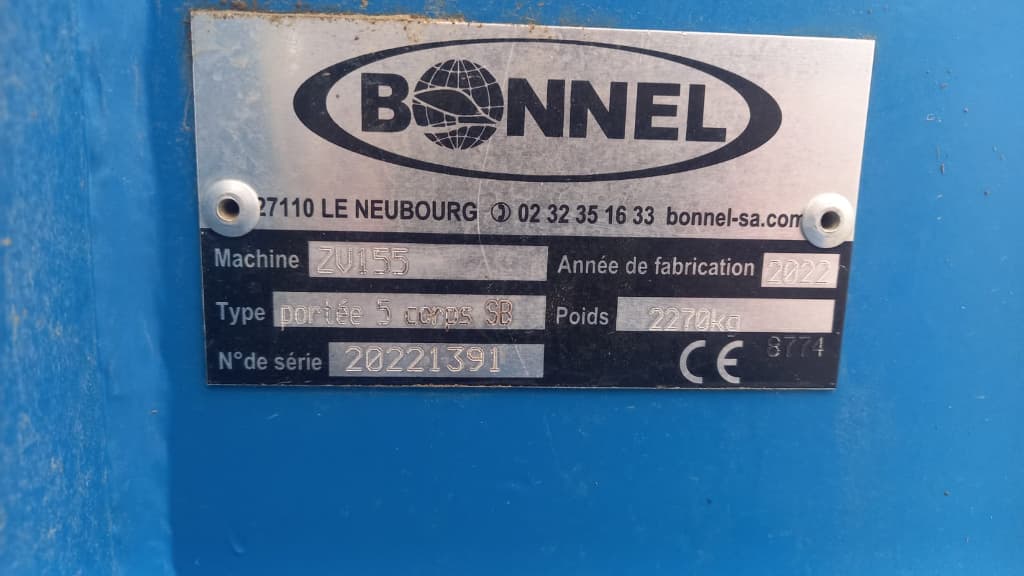 BONNEL
27110 LE NEUBOURG ✆ 02 32 35 16 33 bonnel-sa.com
Machine ZV155 Année de fabrication 2022
Type portée 5 corps SB Poids 2270kg
N°de série 20221391 CE 8774